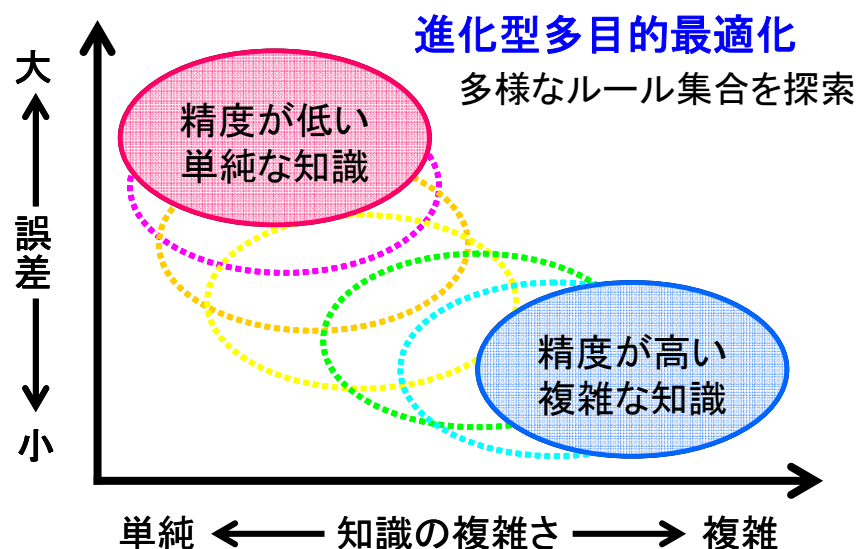 進化型多目的最適化
多様なルール集合を探索
大
誤差
小
精度が低い
単純な知識
精度が高い
複雑な知識
単純 知識の複雑さ 複雑